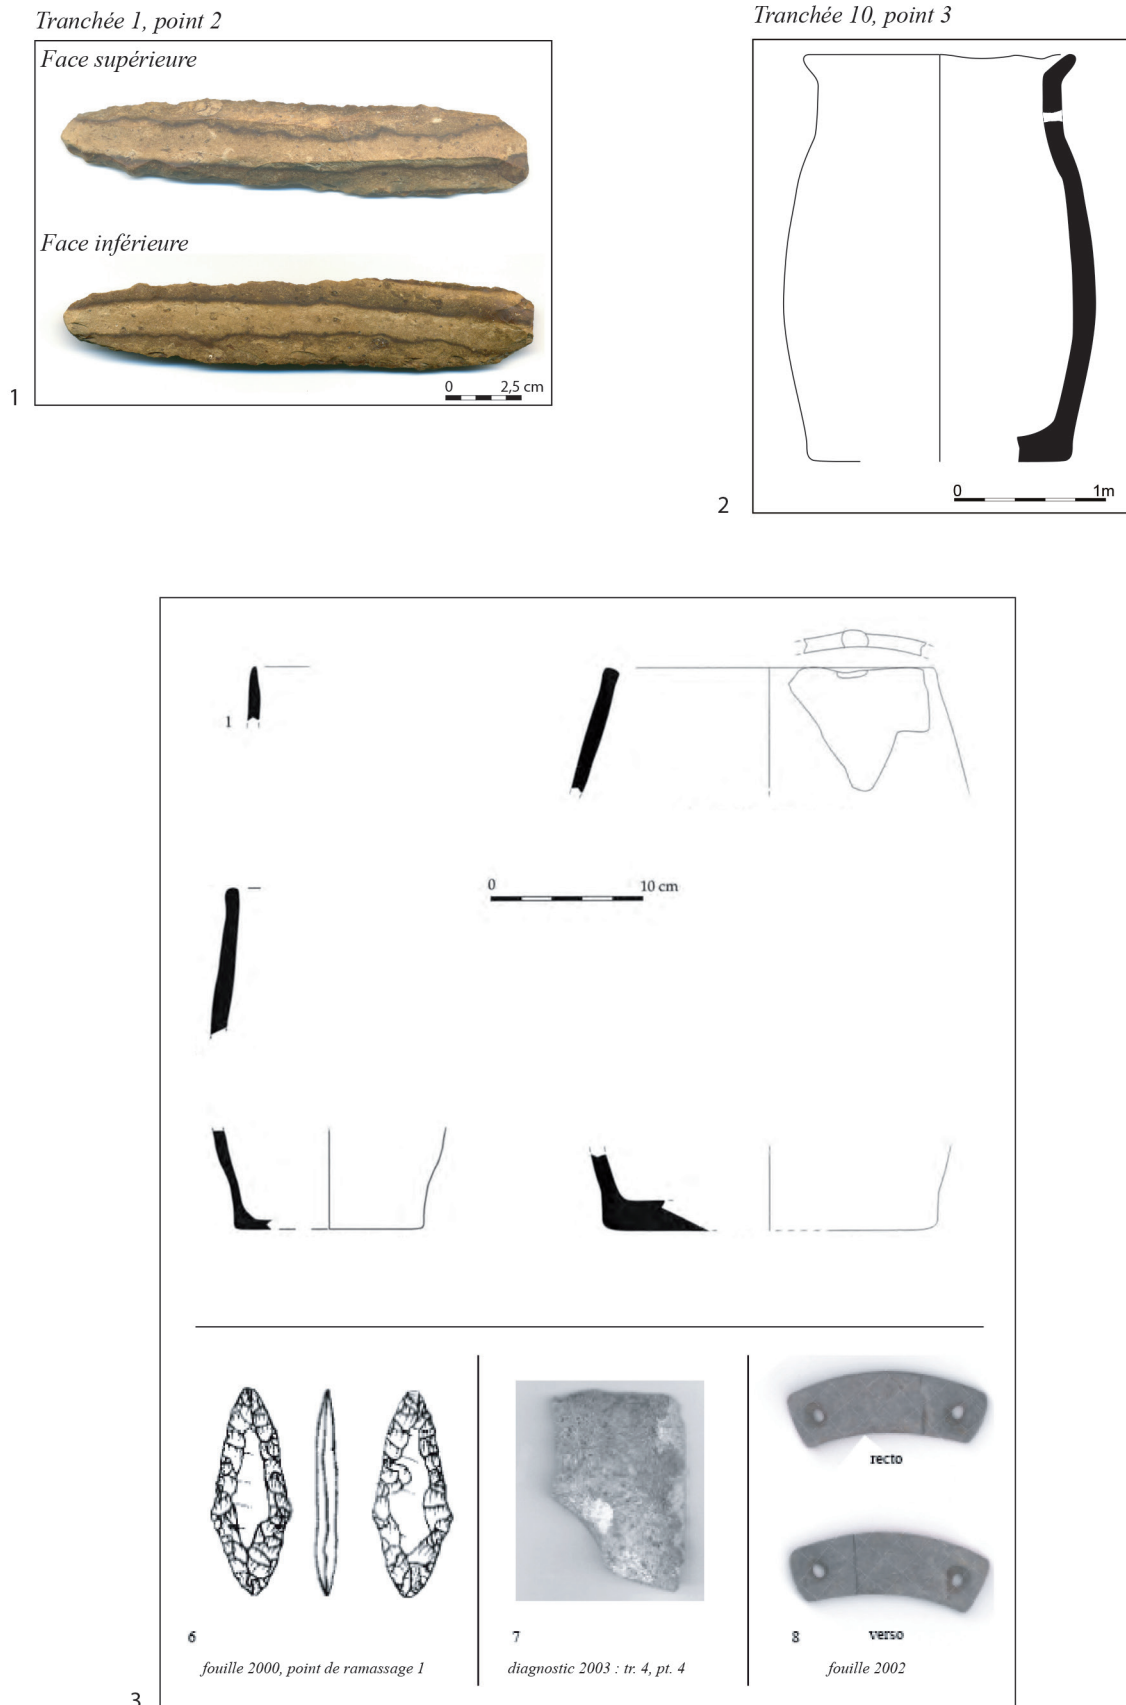 Tranchée 1, point 2
Face supérieure
Face inférieure
0 2,5 cm
1
Tranchée 10, point 3
0 1m
2
1
0 10 cm
6
fouille 2000, point de ramassage 1
7
diagnostic 2003 : tr. 4, pt. 4
recto
verso
8
fouille 2002
3